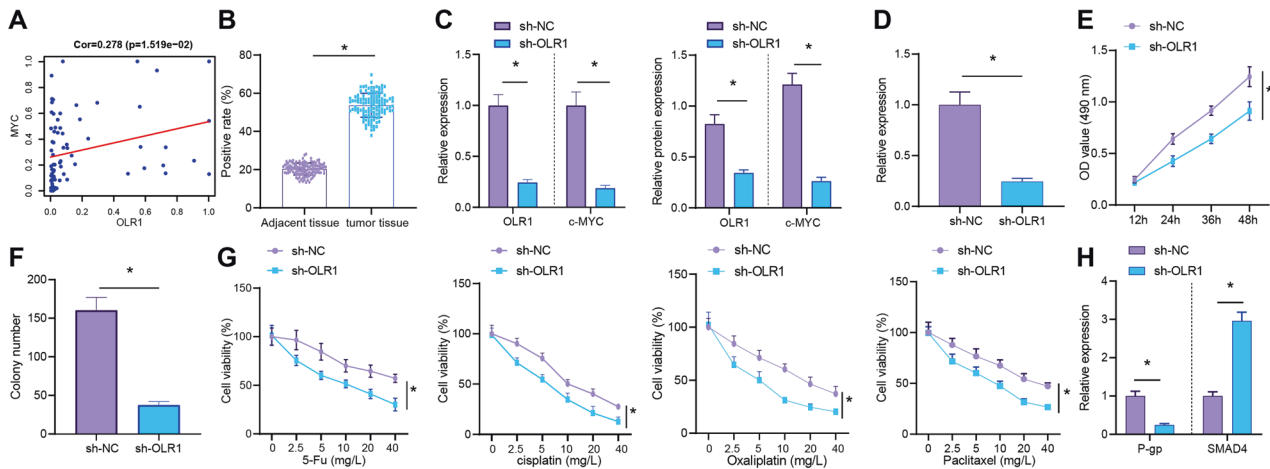 A
Cor=0.278 (p=1.519e−02)
MYC
1.0
0.8
0.6
0.4
0.2
0.0
0.0 0.2 0.4 0.6 0.8 1.0
OLR1
B
*
Positive rate (%)
80
60
40
20
0
Adjacent tissue tumor tissue
C
sh-NC
sh-OLR1
Relative expression
1.5
1.0
0.5
0.0
* *
OLR1 c-MYC
sh-NC
sh-OLR1
Relative protein expression
1.5
1.0
0.5
0.0
* *
OLR1 c-MYC
D
*
Relative expression
1.5
1.0
0.5
0.0
sh-NC sh-OLR1
E
sh-NC
sh-OLR1
OD value (490 nm)
1.5
1.0
0.5
0.0
*
12h 24h 36h 48h
F
*
Colony number
200
150
100
50
0
sh-NC sh-OLR1
G
sh-NC
sh-OLR1
Cell viability (%)
150
100
50
0
*
0 2.5 5 10 20 40
5-Fu (mg/L)
sh-NC
sh-OLR1
Cell viability (%)
150
100
50
0
*
0 2.5 5 10 20 40
cisplatin (mg/L)
sh-NC
sh-OLR1
Cell viability (%)
150
100
50
0
*
0 2.5 5 10 20 40
Oxaliplatin (mg/L)
sh-NC
sh-OLR1
Cell viability (%)
150
100
50
0
*
0 2.5 5 10 20 40
Paclitaxel (mg/L)
H
sh-NC
sh-OLR1
Relative expression
4
3
2
1
0
* *
P-gp SMAD4